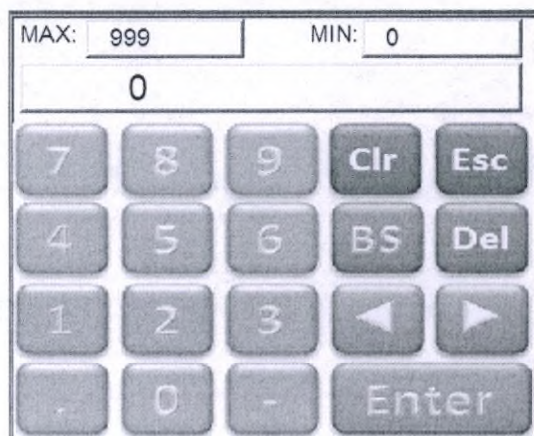 MAX: 999 MIN: 0
0
7 8 9 Clr Esc
4 5 6 BS Del
1 2 3 ◀ ▶
. 0 - Enter